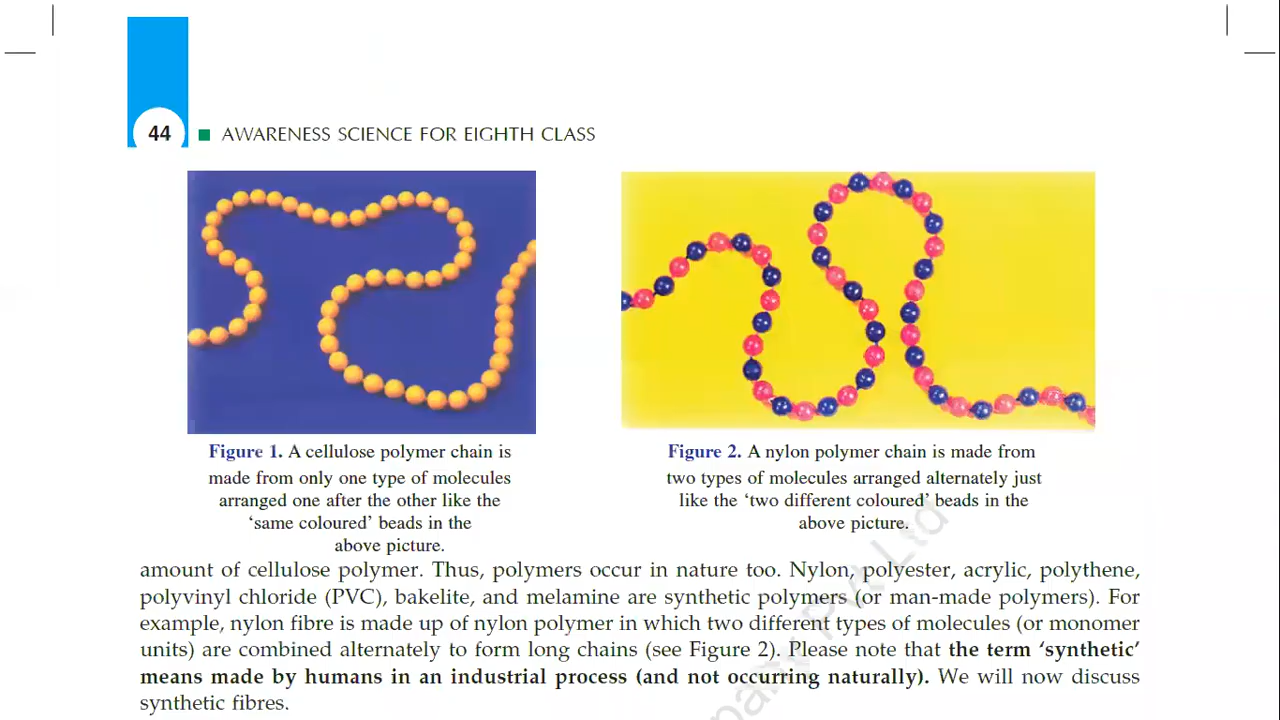 44
AWARENESS SCIENCE FOR EIGHTH CLASS
Figure 1. A cellulose polymer chain is
made from only one type of molecules
arranged one after the other like the
‘same coloured’ beads in the
above picture.
Figure 2. A nylon polymer chain is made from
two types of molecules arranged alternately just
like the ‘two different coloured’ beads in the
above picture.
amount of cellulose polymer. Thus, polymers occur in nature too. Nylon, polyester, acrylic, polythene,
polyvinyl chloride (PVC), bakelite, and melamine are synthetic polymers (or man-made polymers). For
example, nylon fibre is made up of nylon polymer in which two different types of molecules (or monomer
units) are combined alternately to form long chains (see Figure 2). Please note that the term ‘synthetic’
means made by humans in an industrial process (and not occurring naturally). We will now discuss
synthetic fibres.
Pvt Ltd